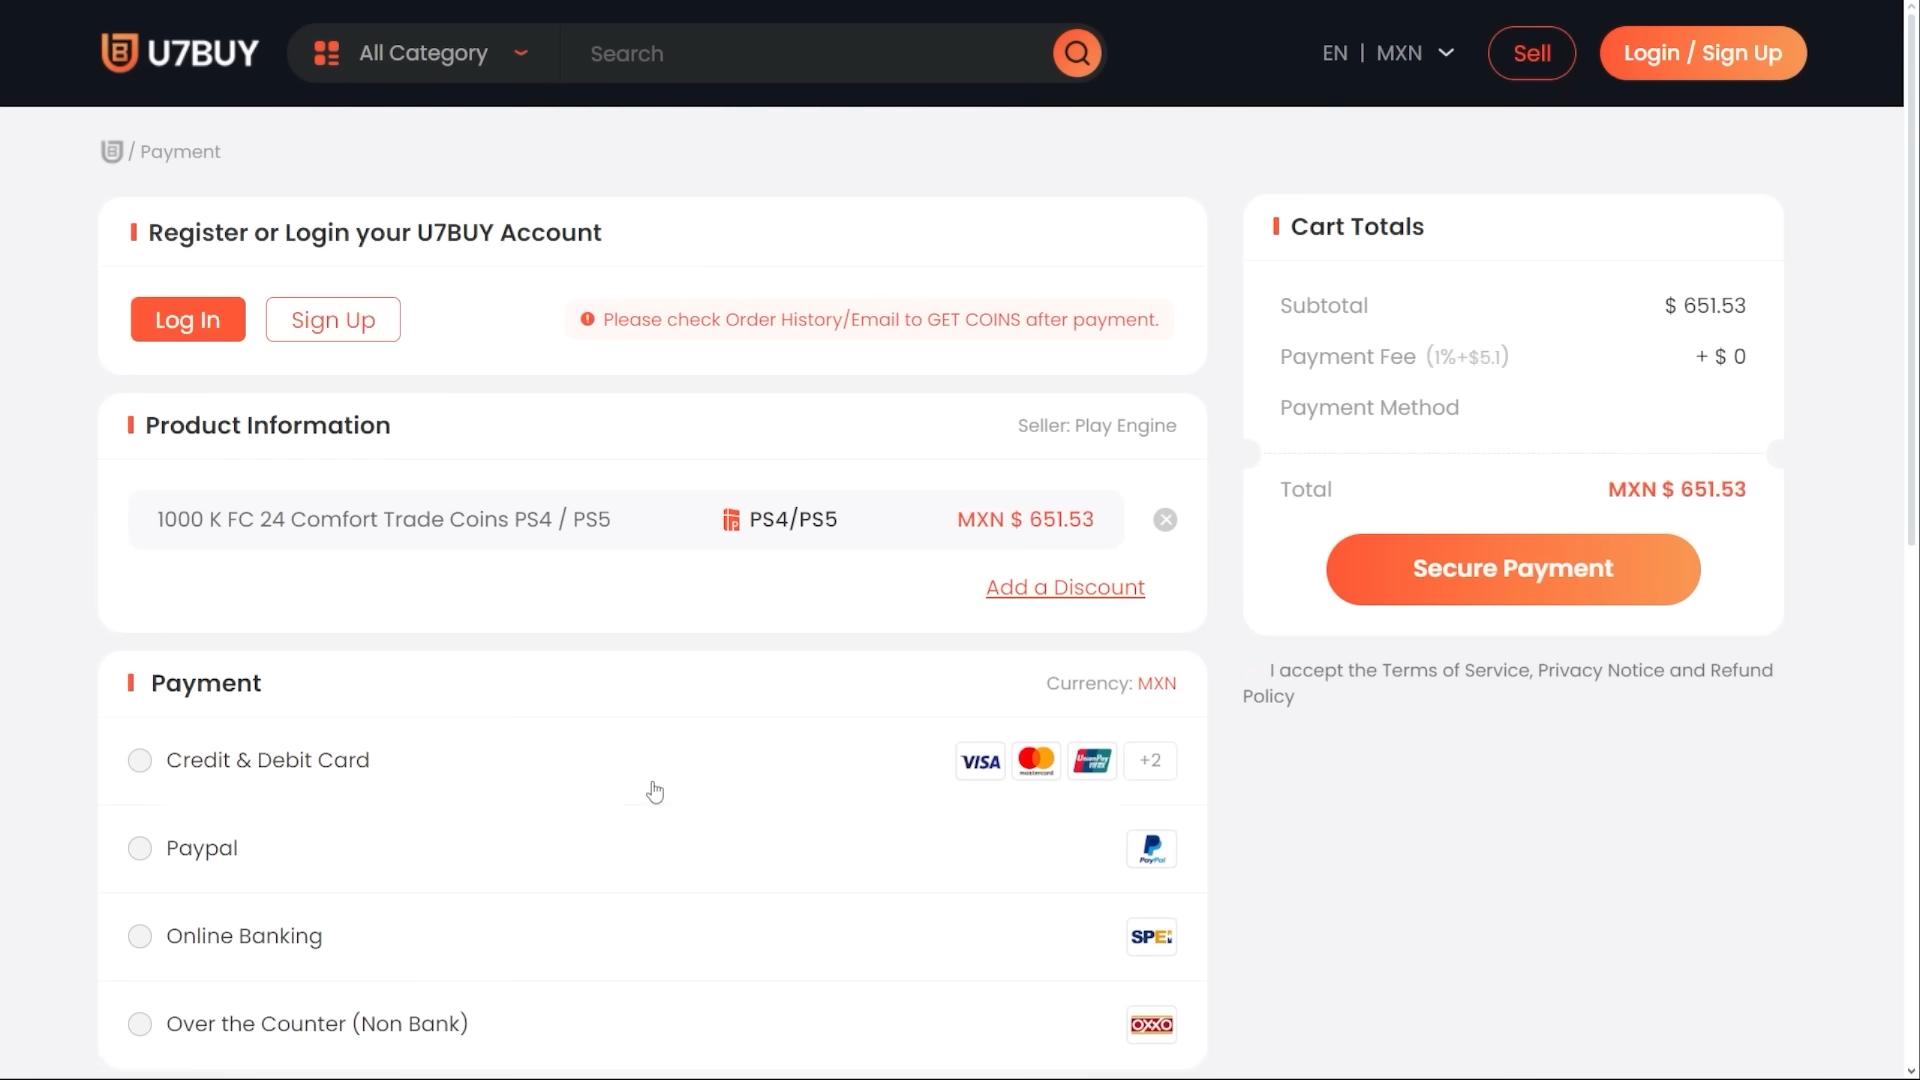 U7BUY
All Category
Search
EN | MXN
Sell
Login / Sign Up
/ Payment
Register or Login your U7BUY Account
Log In
Sign Up
Please check Order History/Email to GET COINS after payment.
Product Information
Seller: Play Engine
1000 K FC 24 Comfort Trade Coins PS4 / PS5
PS4/PS5
MXN $ 651.53
Add a Discount
Payment
Currency: MXN
Credit & Debit Card
VISA
mastercard
UnionPay
+2
Paypal
PayPal
Online Banking
SPEI
Over the Counter (Non Bank)
OXXO
Cart Totals
Subtotal
$ 651.53
Payment Fee (1%+$5.1)
+ $ 0
Payment Method
Total
MXN $ 651.53
Secure Payment
I accept the Terms of Service, Privacy Notice and Refund
Policy